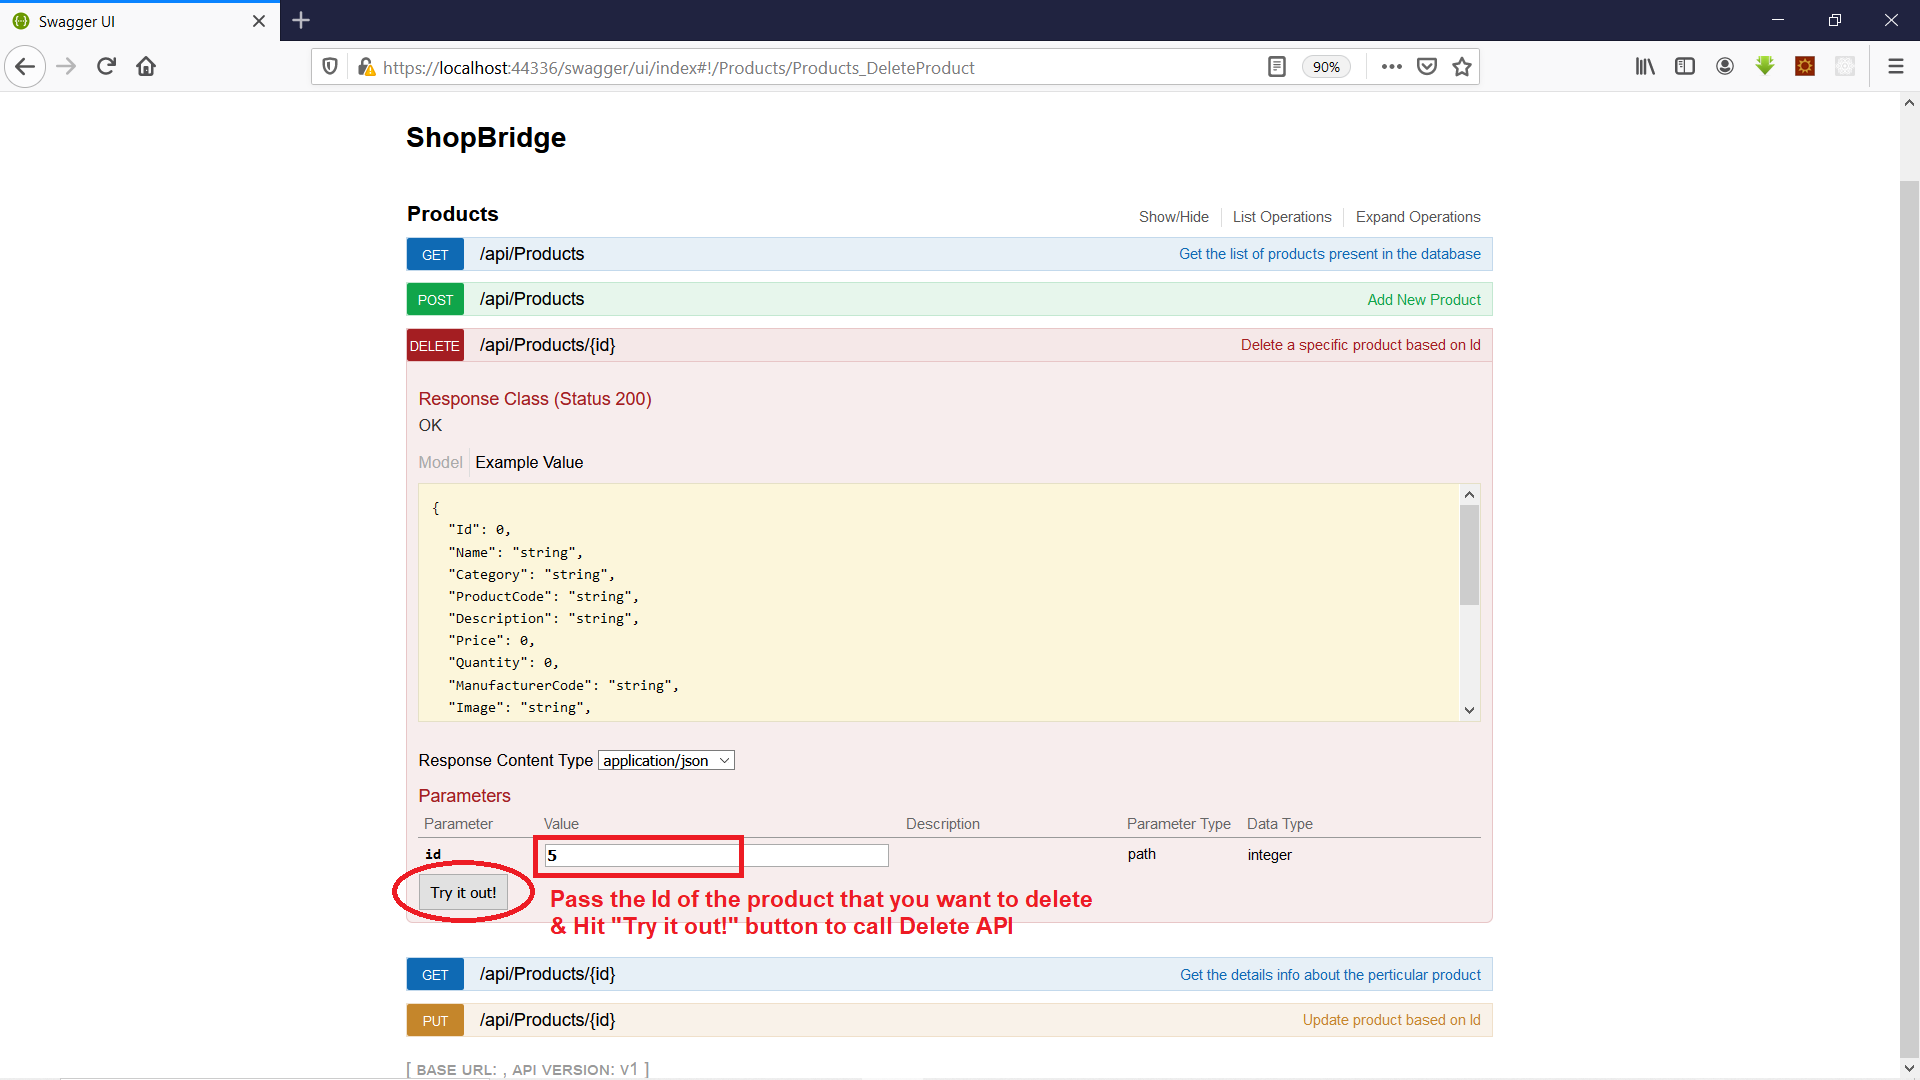 Swagger UI
https://localhost:44336/swagger/ui/index#!/Products/Products_DeleteProduct
90%
ShopBridge
Products
Show/Hide
List Operations
Expand Operations
GET /api/Products Get the list of products present in the database
POST /api/Products Add New Product
DELETE /api/Products/{id} Delete a specific product based on Id
Response Class (Status 200)
OK
Model Example Value
{
"Id": 0,
"Name": "string",
"Category": "string",
"ProductCode": "string",
"Description": "string",
"Price": 0,
"Quantity": 0,
"ManufacturerCode": "string",
"Image": "string",
Response Content Type application/json
Parameters
Parameter Value Description Parameter Type Data Type
id 5 path integer
Try it out!
Pass the Id of the product that you want to delete
& Hit "Try it out!" button to call Delete API
GET /api/Products/{id} Get the details info about the perticular product
PUT /api/Products/{id} Update product based on Id
[ BASE URL: , API VERSION: V1 ]